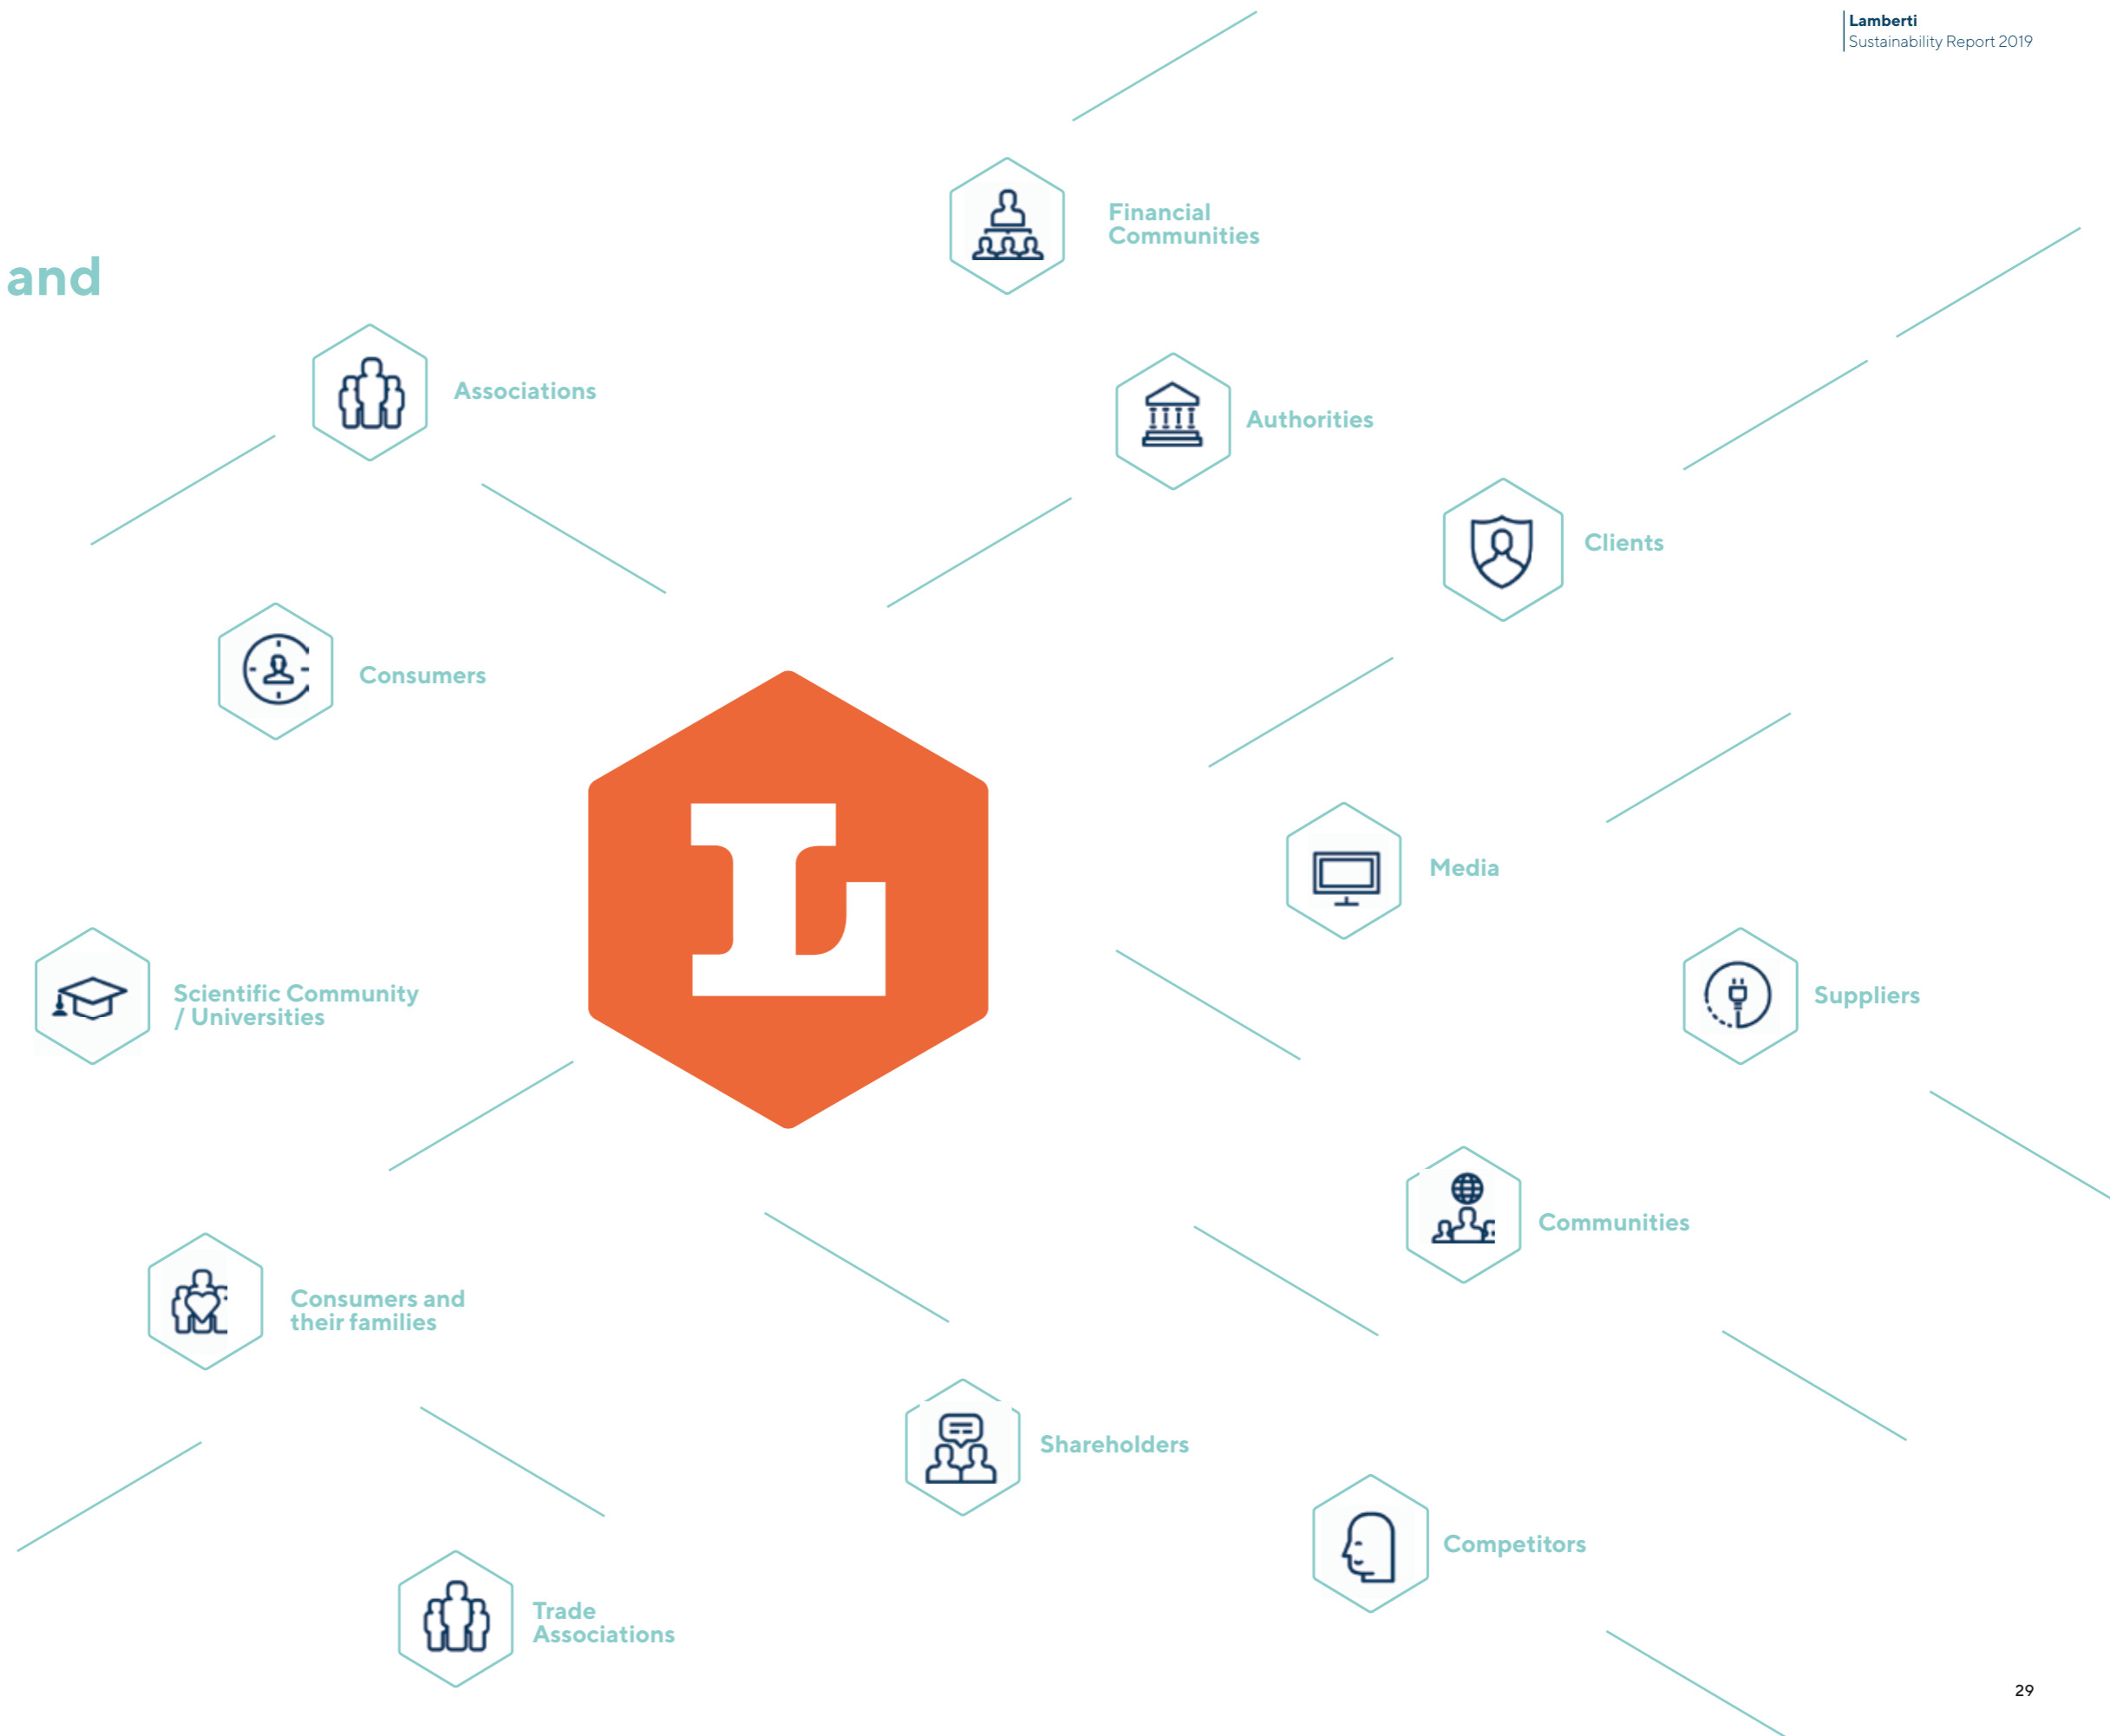 Lamberti
Sustainability Report 2019
and
Financial
Communities
Associations
Authorities
Clients
Consumers
L
Media
Scientific Community
/ Universities
Suppliers
Communities
Consumers and
their families
Shareholders
Competitors
Trade
Associations
29